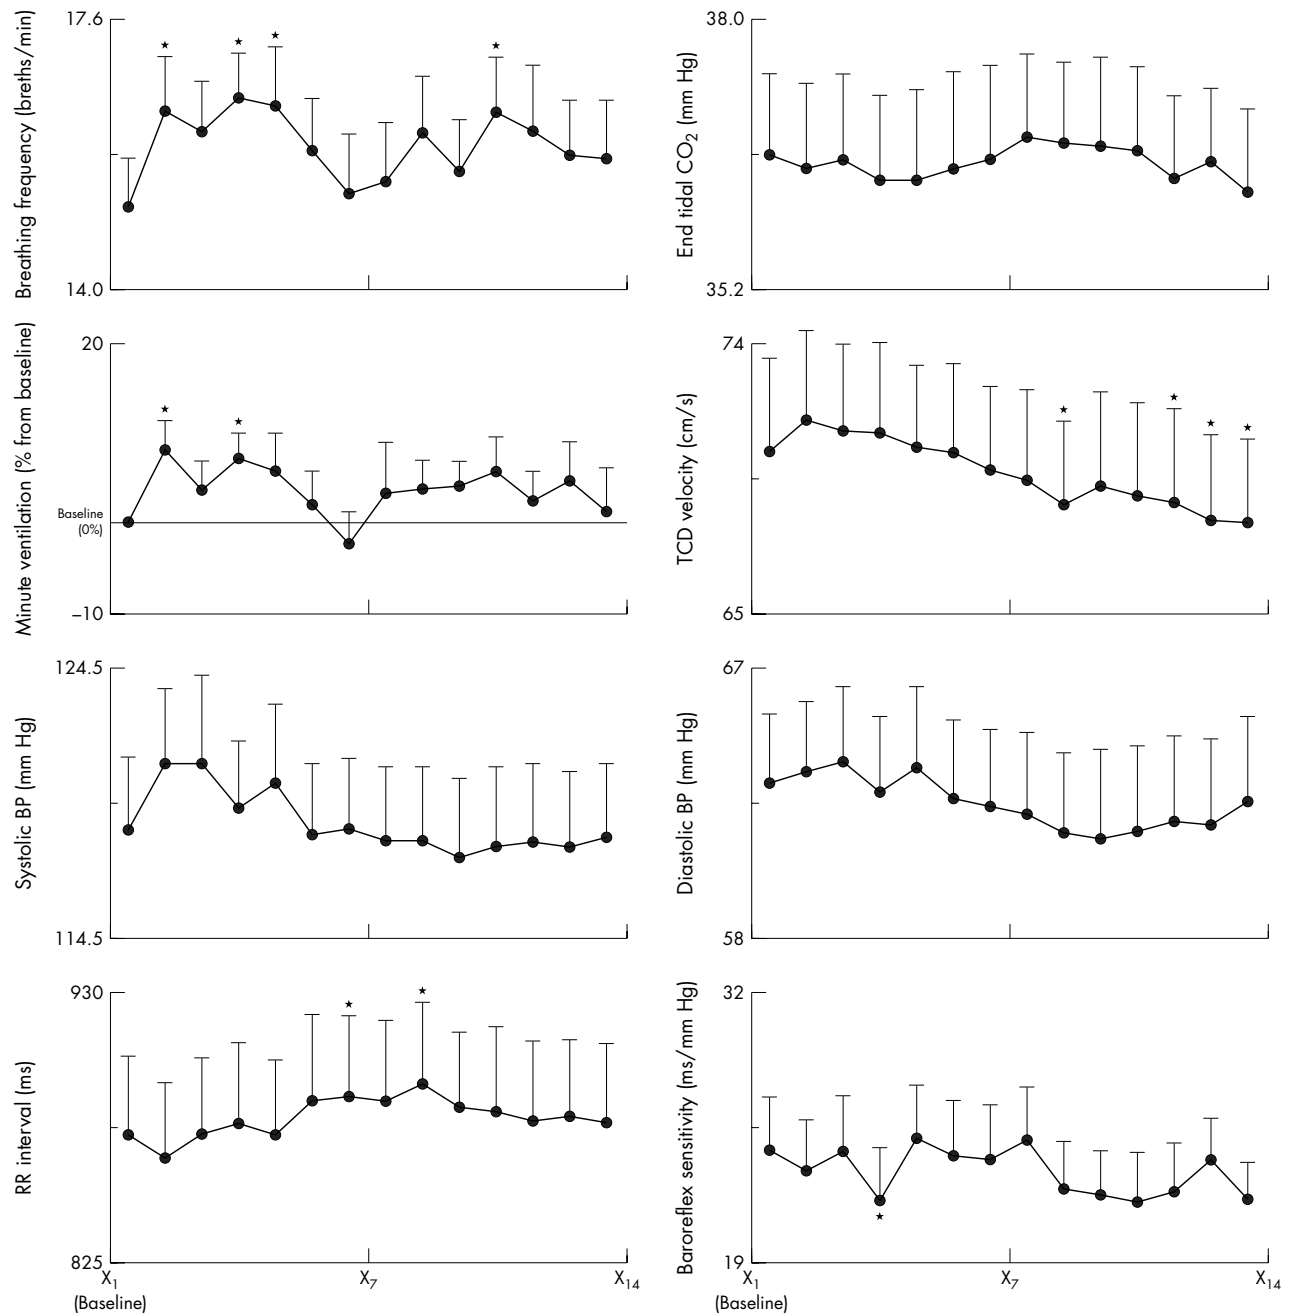 17.6
Breathing frequency (breths/min)
14.0
38.0
End tidal CO₂ (mm Hg)
35.2
20
Minute ventilation (% from baseline)
Baseline
(0%)
–10
74
TCD velocity (cm/s)
65
124.5
Systolic BP (mm Hg)
114.5
67
Diastolic BP (mm Hg)
58
930
RR interval (ms)
825
X₁
(Baseline)
X₇
X₁₄
32
Baroreflex sensitivity (ms/mm Hg)
19
X₁
(Baseline)
X₇
X₁₄